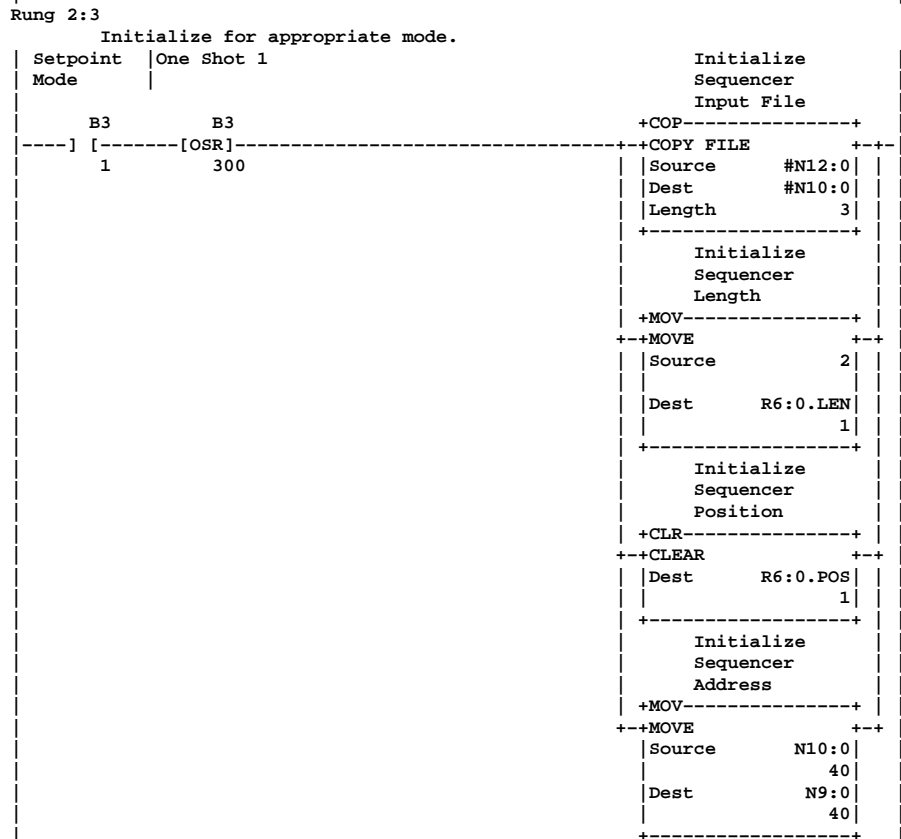 Rung 2:3
Initialize for appropriate mode.
Setpoint |One Shot 1 Initialize
Mode | Sequencer
Input File
B3 B3 +COP---------------+
|----] [-------[OSR]---------------------------------+-+COPY FILE +-+-|
1 300 |Source #N12:0|
|Dest #N10:0|
|Length 3|
+------------------+
Initialize
Sequencer
Length
+MOV---------------+
+-+MOVE +-+
|Source 2|
| |
|Dest R6:0.LEN|
| 1|
+------------------+
Initialize
Sequencer
Position
+CLR---------------+
+-+CLEAR +-+
|Dest R6:0.POS|
| 1|
+------------------+
Initialize
Sequencer
Address
+MOV---------------+
+-+MOVE +-+
|Source N10:0|
| 40|
|Dest N9:0|
| 40|
+------------------+